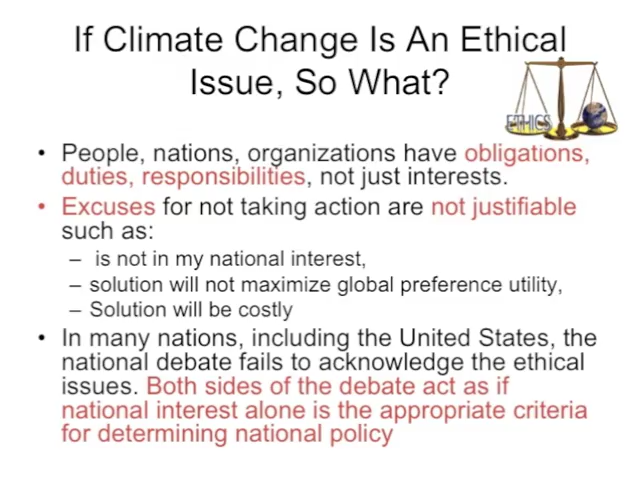 If Climate Change Is An Ethical
Issue, So What?
ETHICS
• People, nations, organizations have obligations,
duties, responsibilities, not just interests.
• Excuses for not taking action are not justifiable
such as:
– is not in my national interest,
– solution will not maximize global preference utility,
– Solution will be costly
• In many nations, including the United States, the
national debate fails to acknowledge the ethical
issues. Both sides of the debate act as if
national interest alone is the appropriate criteria
for determining national policy